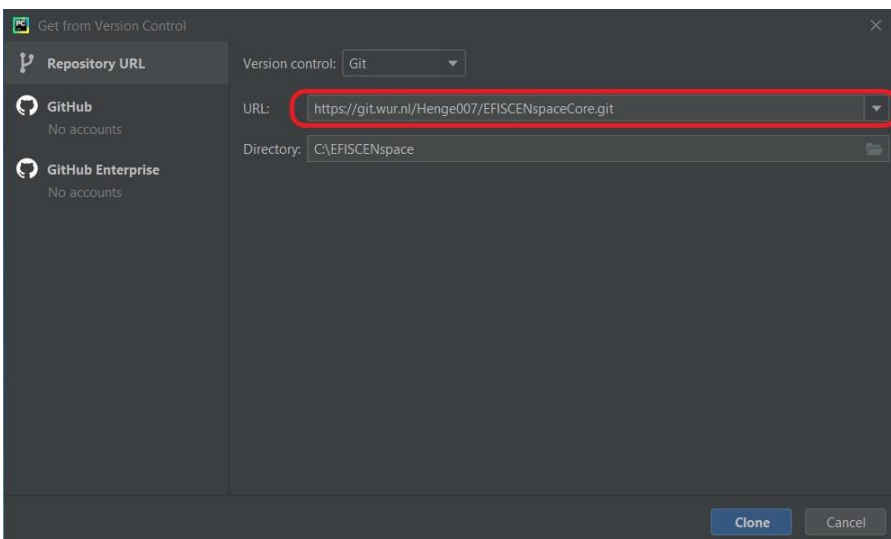 PC Get from Version Control
Repository URL
GitHub
No accounts
GitHub Enterprise
No accounts
Version control: Git
URL: https://git.wur.nl/Henge007/EFISCENspaceCore.git
Directory: C:\EFISCENspace
Clone Cancel